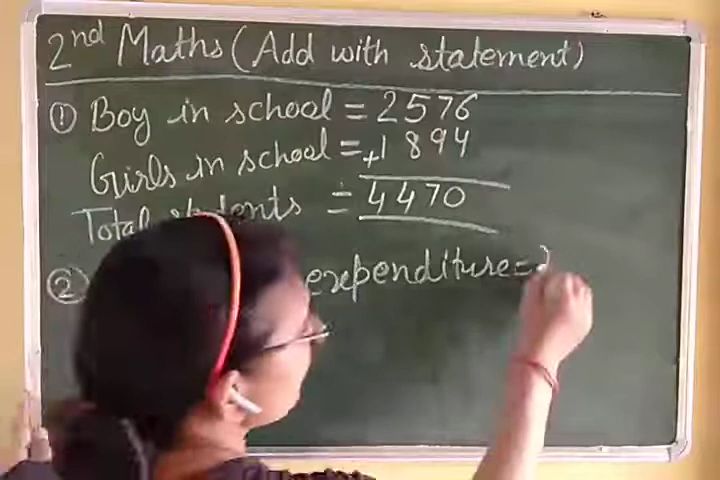 2nd Maths (Add with statement)
① Boy in school = 2576
Girls in school = +1894
Total students = 4470
② expenditure =